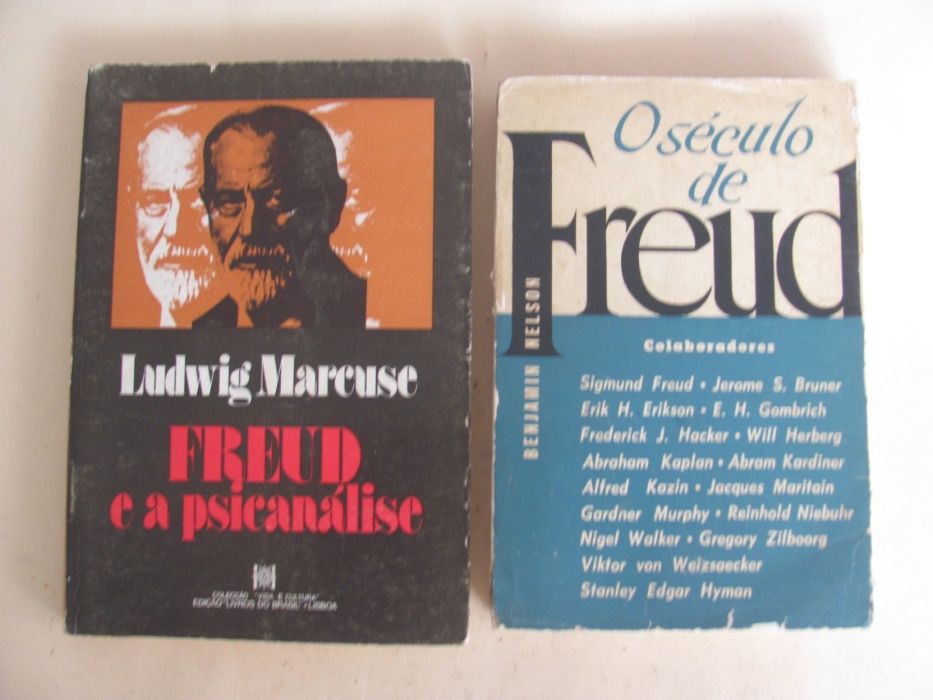 Ludwig Marcuse
FREUD
e a psicanálise
COLECÇÃO "VIDA E CULTURA"
EDIÇÃO "LIVROS DO BRASIL" • LISBOA
O século
de
Freud
BENJAMIN NELSON
Colaboradores
Sigmund Freud • Jerome S. Bruner
Erik H. Erikson • E. H. Gombrich
Frederick J. Hacker • Will Herberg
Abraham Kaplan • Abram Kardiner
Alfred Kazin • Jacques Maritain
Gardner Murphy • Reinhold Niebuhr
Nigel Walker • Gregory Zilboorg
Viktor von Weizsaecker
Stanley Edgar Hyman